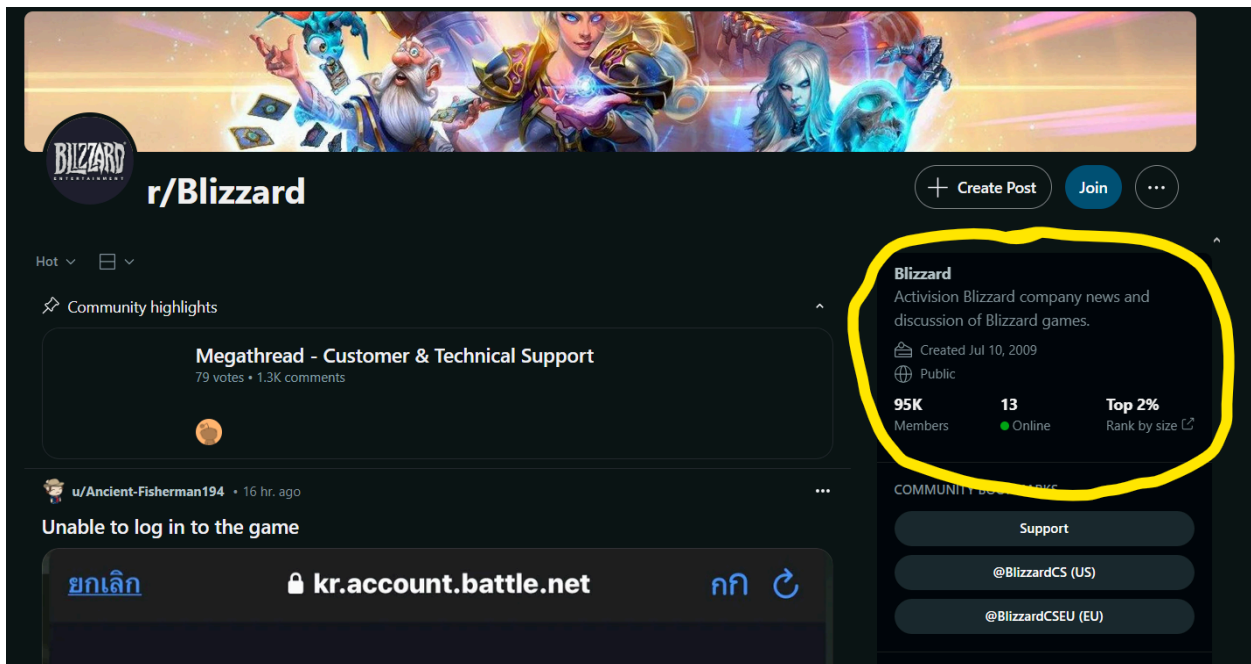 BLIZZARD
ENTERTAINMENT
r/Blizzard
Create Post
Join
Hot
Community highlights
Megathread - Customer & Technical Support
79 votes • 1.3K comments
u/Ancient-Fisherman194 • 16 hr. ago
Unable to log in to the game
ยกเลิก
kr.account.battle.net
กก
Blizzard
Activision Blizzard company news and
discussion of Blizzard games.
Created Jul 10, 2009
Public
95K
Members
13
Online
Top 2%
Rank by size
COMMUNITY BOOKMARKS
Support
@BlizzardCS (US)
@BlizzardCSEU (EU)